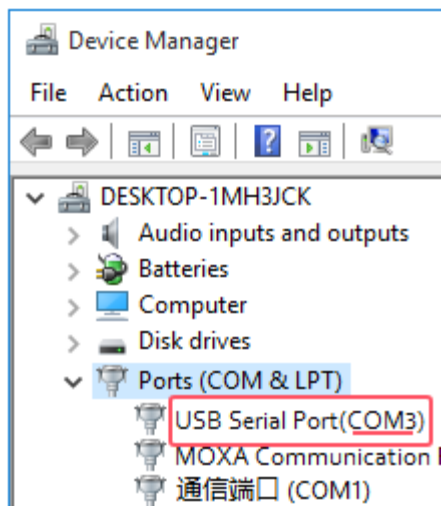 Device Manager
File Action View Help
DESKTOP-1MH3JCK
Audio inputs and outputs
Batteries
Computer
Disk drives
Ports (COM & LPT)
USB Serial Port(COM3)
MOXA Communication
通信端口 (COM1)